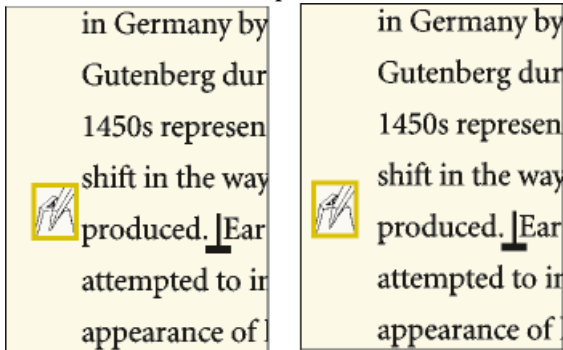 in Germany by
Gutenberg dur
1450s represen
shift in the way
produced. Ear
attempted to in
appearance of
in Germany by
Gutenberg dur
1450s represen
shift in the way
produced. Ear
attempted to in
appearance of